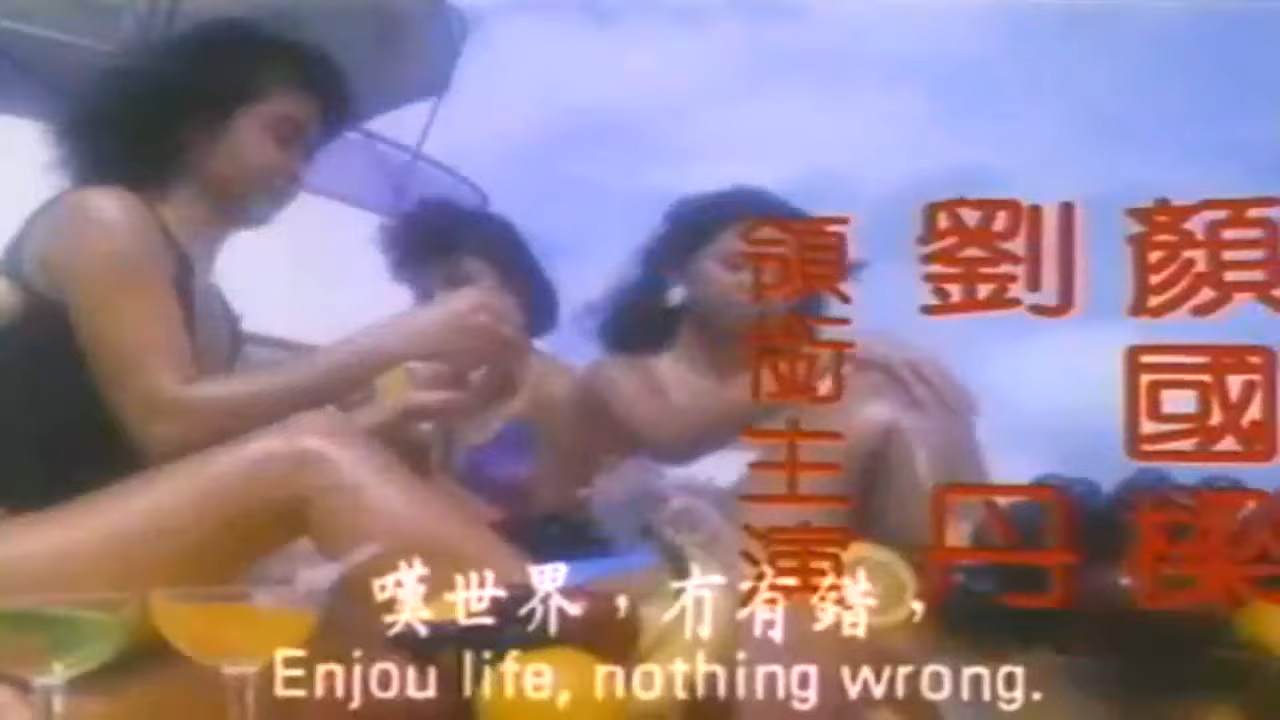 顏國樑
劉丹
領銜主演
嘆世界，冇有錯，
Enjou life, nothing wrong.